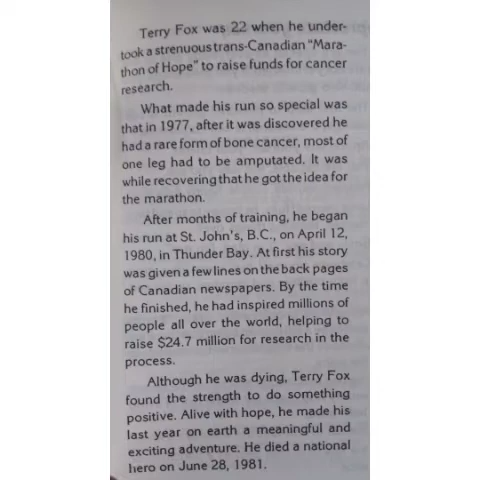 Terry Fox was 22 when he under-
took a strenuous trans-Canadian "Mara-
thon of Hope" to raise funds for cancer
research.
What made his run so special was
that in 1977, after it was discovered he
had a rare form of bone cancer, most of
one leg had to be amputated. It was
while recovering that he got the idea for
the marathon.
After months of training, he began
his run at St. John's, B.C., on April 12,
1980, in Thunder Bay. At first his story
was given a few lines on the back pages
of Canadian newspapers. By the time
he finished, he had inspired millions of
people all over the world, helping to
raise $24.7 million for research in the
process.
Although he was dying, Terry Fox
found the strength to do something
positive. Alive with hope, he made his
last year on earth a meaningful and
exciting adventure. He died a national
hero on June 28, 1981.